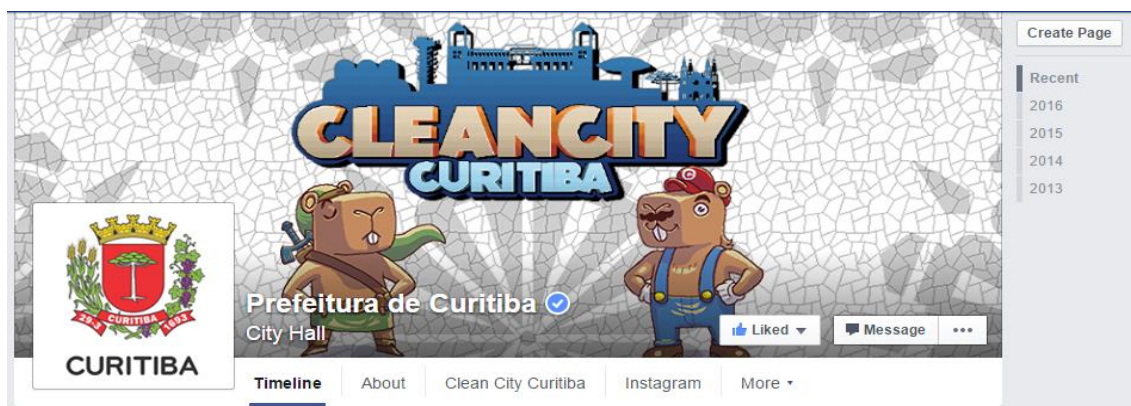 CLEANCITY
CURITIBA
29-3 CURITIBA 1693
CURITIBA
Prefeitura de Curitiba
City Hall
Liked
Message
Timeline
About
Clean City Curitiba
Instagram
More
Create Page
Recent
2016
2015
2014
2013
C